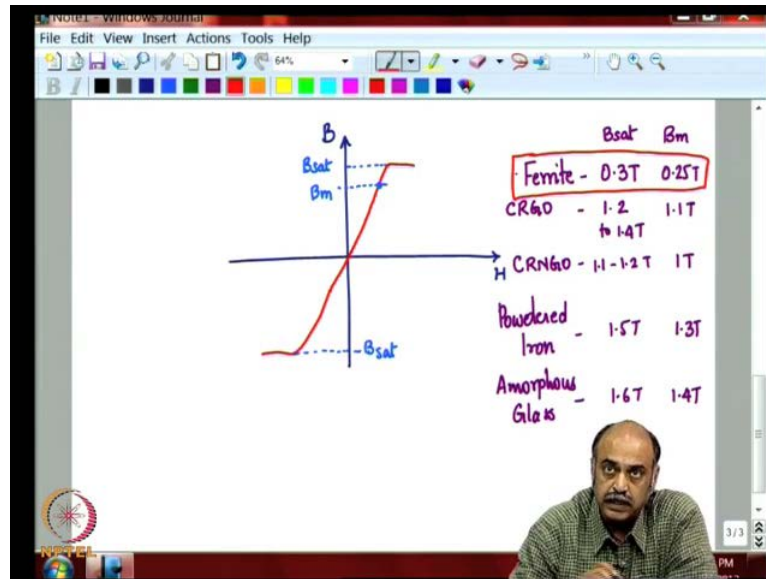 Note1 - Windows Journal
File Edit View Insert Actions Tools Help
64%
B I
B
Bsat
Bm
H
-Bsat
Bsat Bm
Ferrite - 0.3T 0.25T
CRGO - 1.2 1.1T
to 1.4T
CRNGO - 1.1-1.2T 1T
Powdered
Iron - 1.5T 1.3T
Amorphous
Glass - 1.6T 1.4T
3/3
NPTEL
PM